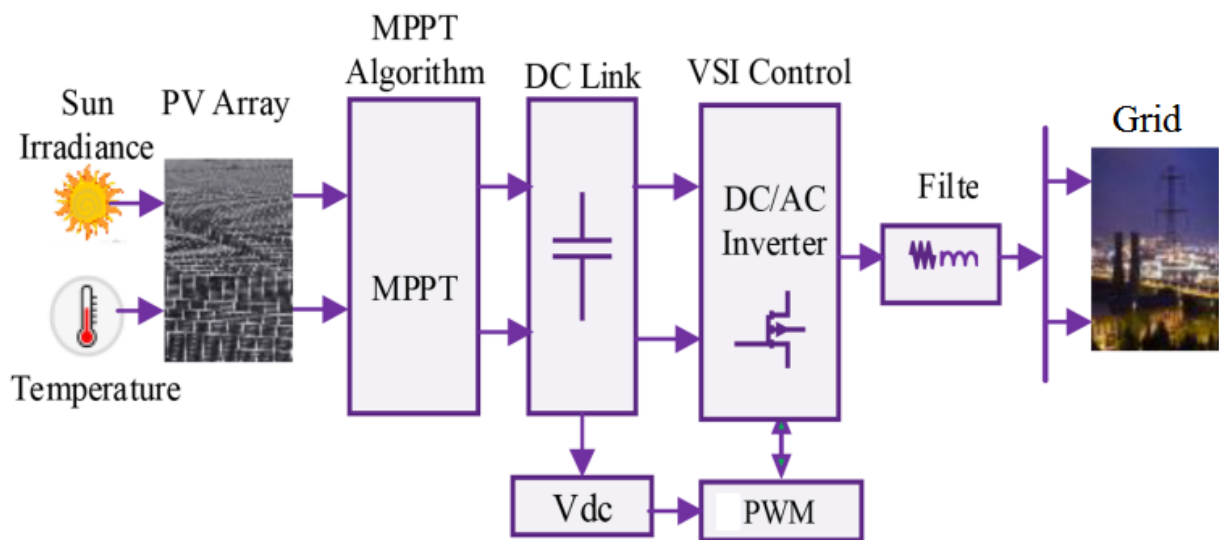 MPPT
Algorithm
DC Link
VSI Control
Sun
Irradiance
PV Array
Grid
Filte
DC/AC
Inverter
MPPT
Temperature
Vdc
PWM